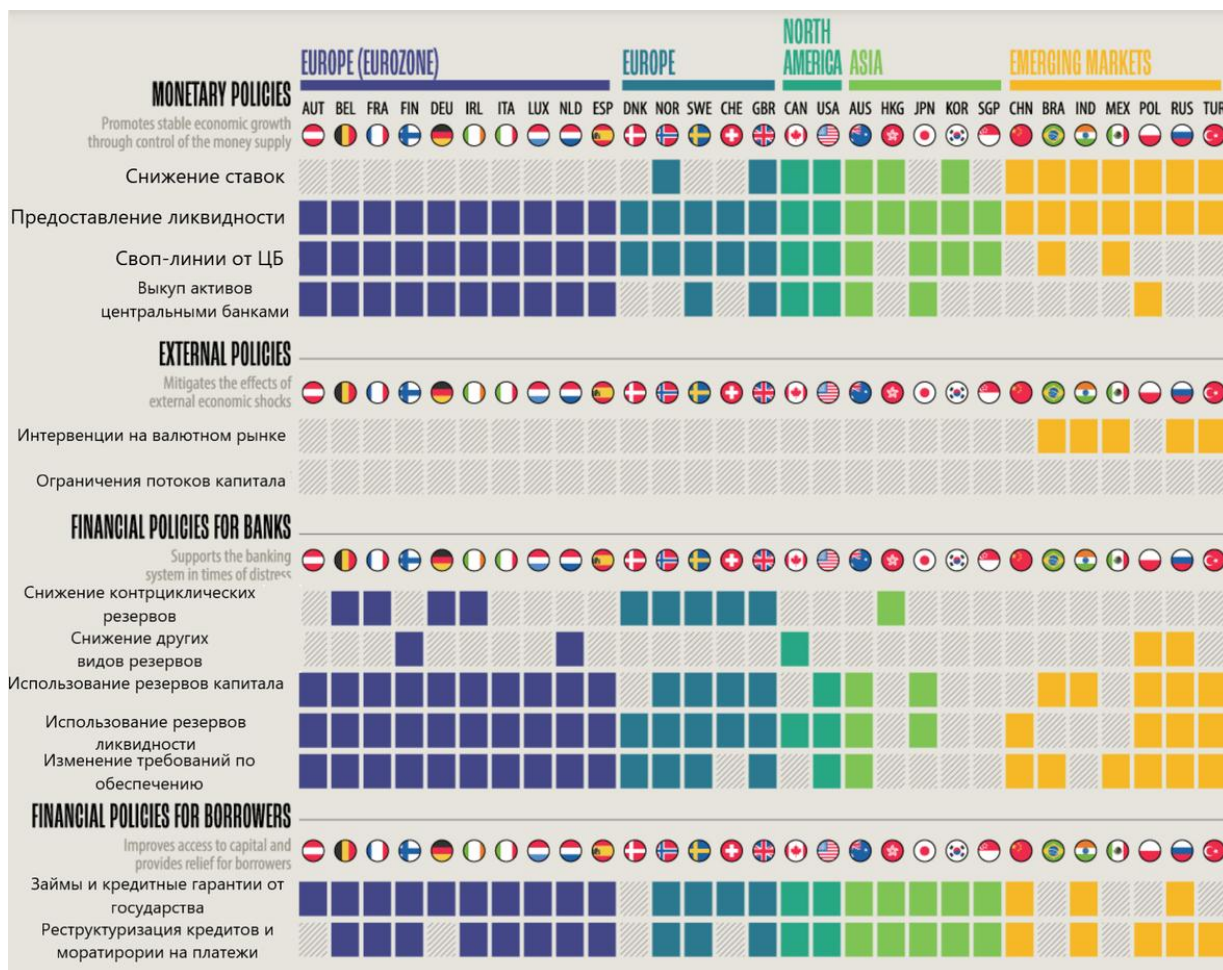 NORTH
EUROPE (EUROZONE) EUROPE AMERICA ASIA EMERGING MARKETS
MONETARY POLICIES
AUT BEL FRA FIN DEU IRL ITA LUX NLD ESP DNK NOR SWE CHE GBR CAN USA AUS HKG JPN KOR SGP CHN BRA IND MEX POL RUS TUR
Promotes stable economic growth
through control of the money supply
Снижение ставок
Предоставление ликвидности
Своп-линии от ЦБ
Выкуп активов
центральными банками
EXTERNAL POLICIES
Mitigates the effects of
external economic shocks
Интервенции на валютном рынке
Ограничения потоков капитала
FINANCIAL POLICIES FOR BANKS
Supports the banking
system in times of distress
Снижение контрциклических
резервов
Снижение других
видов резервов
Использование резервов капитала
Использование резервов
ликвидности
Изменение требований по
обеспечению
FINANCIAL POLICIES FOR BORROWERS
Improves access to capital and
provides relief for borrowers
Займы и кредитные гарантии от
государства
Реструктуризация кредитов и
моратирории на платежи